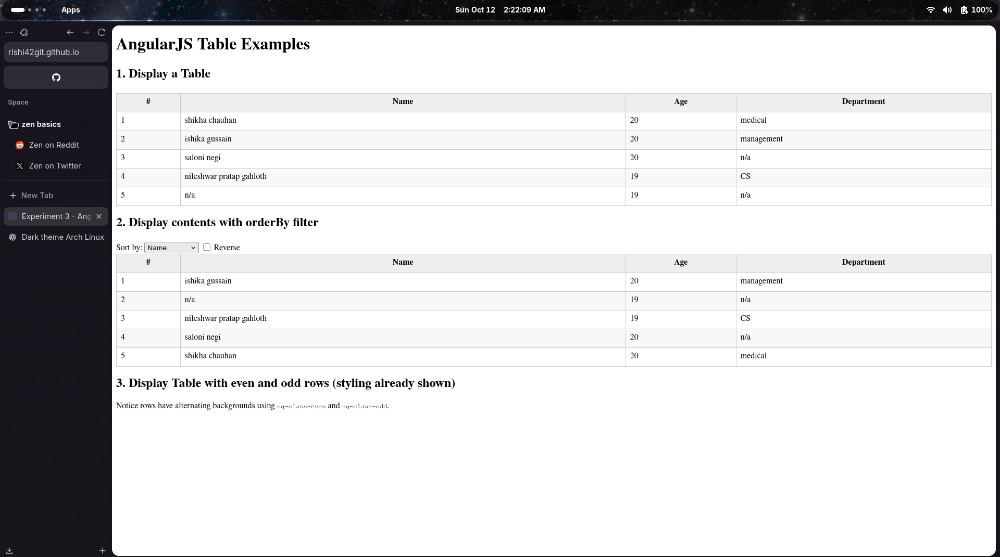 Apps
Sun Oct 12 2:22:09 AM
100%
rishi42git.github.io
Space
zen basics
Zen on Reddit
Zen on Twitter
New Tab
Experiment 3 - Ang
Dark theme Arch Linux
AngularJS Table Examples
1. Display a Table
# Name Age Department
1 shikha chauhan 20 medical
2 ishika gussain 20 management
3 saloni negi 20 n/a
4 nileshwar pratap gahloth 19 CS
5 n/a 19 n/a
2. Display contents with orderBy filter
Sort by: Name Reverse
# Name Age Department
1 ishika gussain 20 management
2 n/a 19 n/a
3 nileshwar pratap gahloth 19 CS
4 saloni negi 20 n/a
5 shikha chauhan 20 medical
3. Display Table with even and odd rows (styling already shown)
Notice rows have alternating backgrounds using ng-class-even and ng-class-odd.